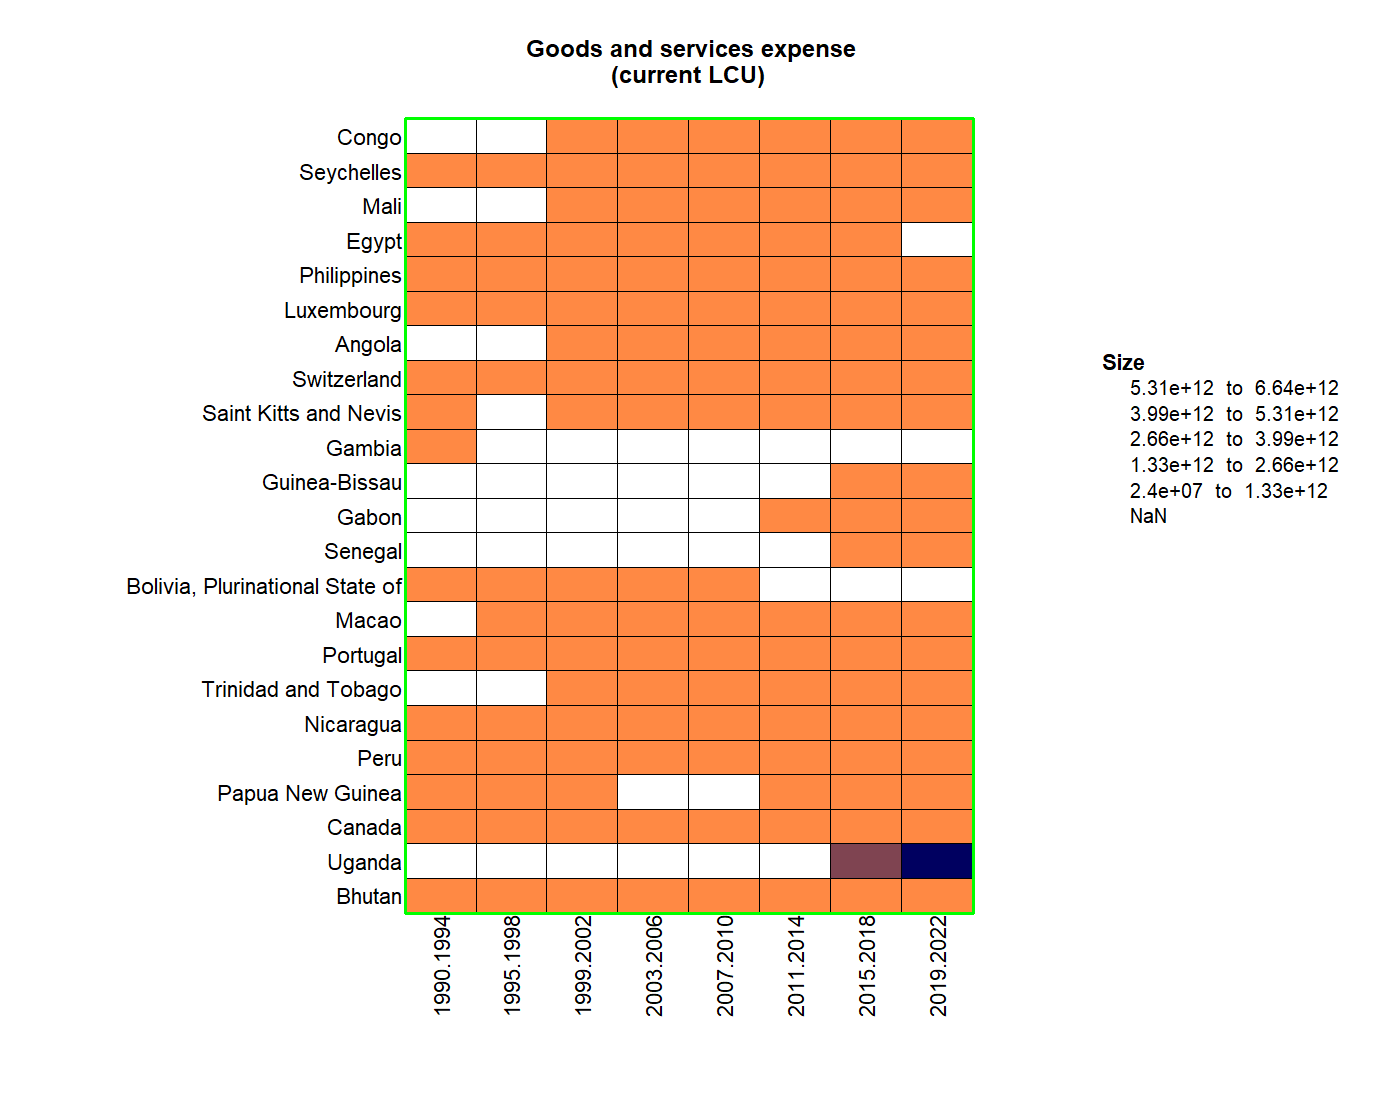 Goods and services expense
(current LCU)
Congo
Seychelles
Mali
Egypt
Philippines
Luxembourg
Angola
Switzerland
Saint Kitts and Nevis
Gambia
Guinea-Bissau
Gabon
Senegal
Bolivia, Plurinational State of
Macao
Portugal
Trinidad and Tobago
Nicaragua
Peru
Papua New Guinea
Canada
Uganda
Bhutan
1990.1994
1995.1998
1999.2002
2003.2006
2007.2010
2011.2014
2015.2018
2019.2022
Size
5.31e+12 to 6.64e+12
3.99e+12 to 5.31e+12
2.66e+12 to 3.99e+12
1.33e+12 to 2.66e+12
2.4e+07 to 1.33e+12
NaN